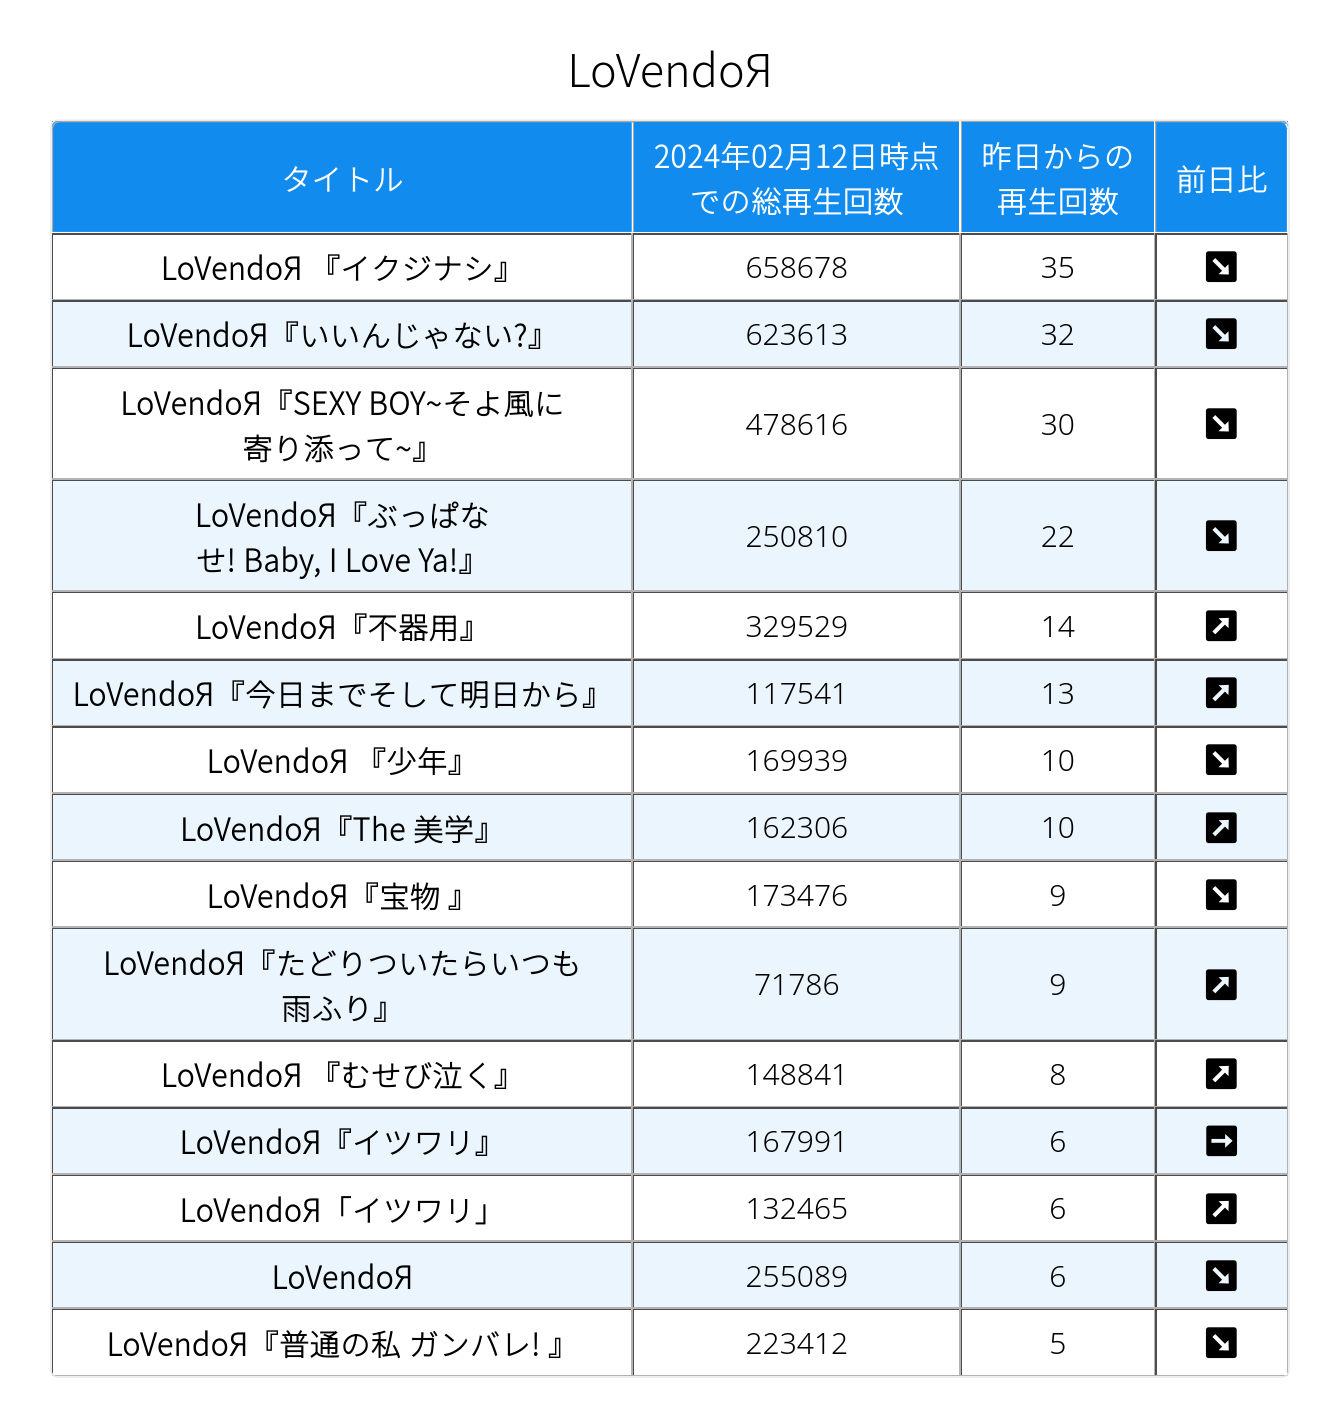 LoVendoЯ
タイトル
2024年02月12日時点
での総再生回数
昨日からの
再生回数
前日比
LoVendoЯ 『イクジナシ』
658678
35
LoVendoЯ『いいんじゃない?』
623613
32
LoVendoЯ『SEXY BOY~そよ風に
寄り添って~』
478616
30
LoVendoЯ『ぶっぱな
せ! Baby, I Love Ya!』
250810
22
LoVendoЯ『不器用』
329529
14
LoVendoЯ『今日までそして明日から』
117541
13
LoVendoЯ 『少年』
169939
10
LoVendoЯ『The 美学』
162306
10
LoVendoЯ『宝物 』
173476
9
LoVendoЯ『たどりついたらいつも
雨ふり』
71786
9
LoVendoЯ 『むせび泣く』
148841
8
LoVendoЯ『イツワリ』
167991
6
LoVendoЯ「イツワリ」
132465
6
LoVendoЯ
255089
6
LoVendoЯ『普通の私 ガンバレ! 』
223412
5